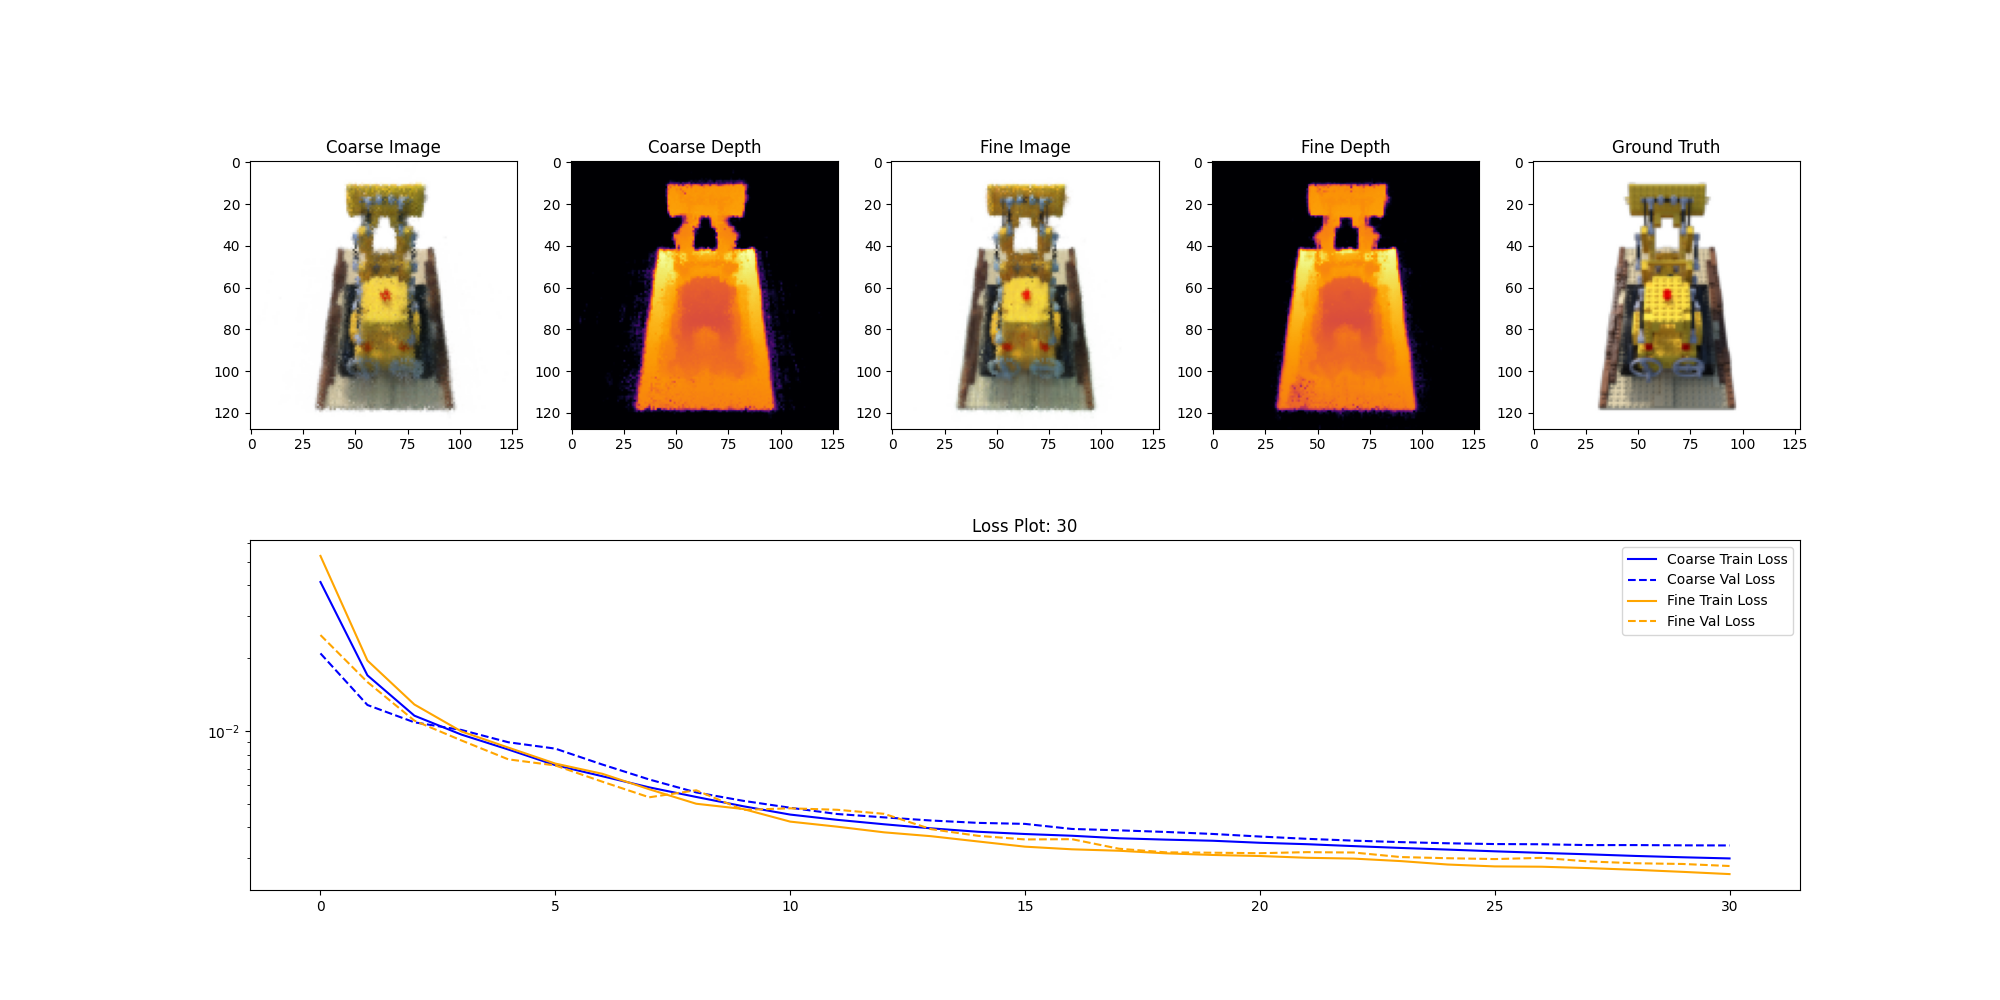 Coarse Image
Coarse Depth
Fine Image
Fine Depth
Ground Truth
0
20
40
60
80
100
120
0 25 50 75 100 125
0
20
40
60
80
100
120
0 25 50 75 100 125
0
20
40
60
80
100
120
0 25 50 75 100 125
0
20
40
60
80
100
120
0 25 50 75 100 125
0
20
40
60
80
100
120
0 25 50 75 100 125
Loss Plot: 30
Coarse Train Loss
Coarse Val Loss
Fine Train Loss
Fine Val Loss
10⁻²
0 5 10 15 20 25 30